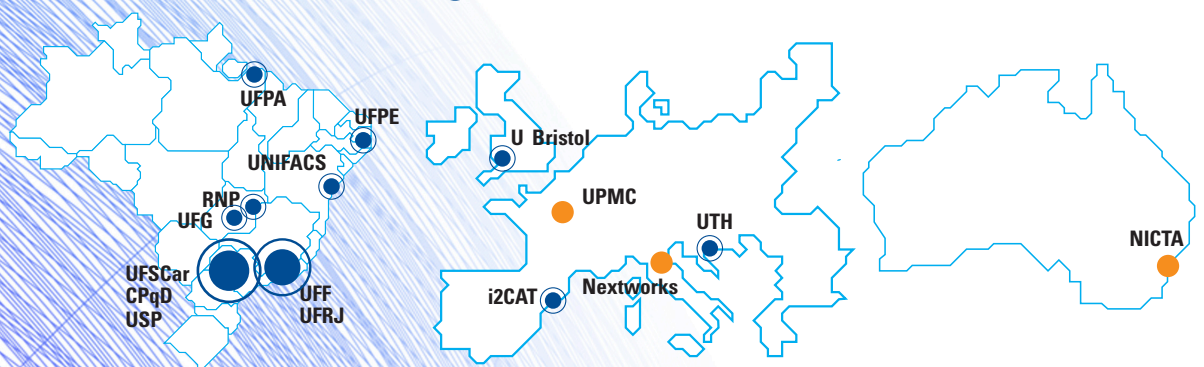 UFPA
UFPE
UNIFACS
RNP
UFG
UFSCar
CPqD
USP
UFF
UFRJ
U Bristol
UPMC
UTH
Nextworks
i2CAT
NICTA